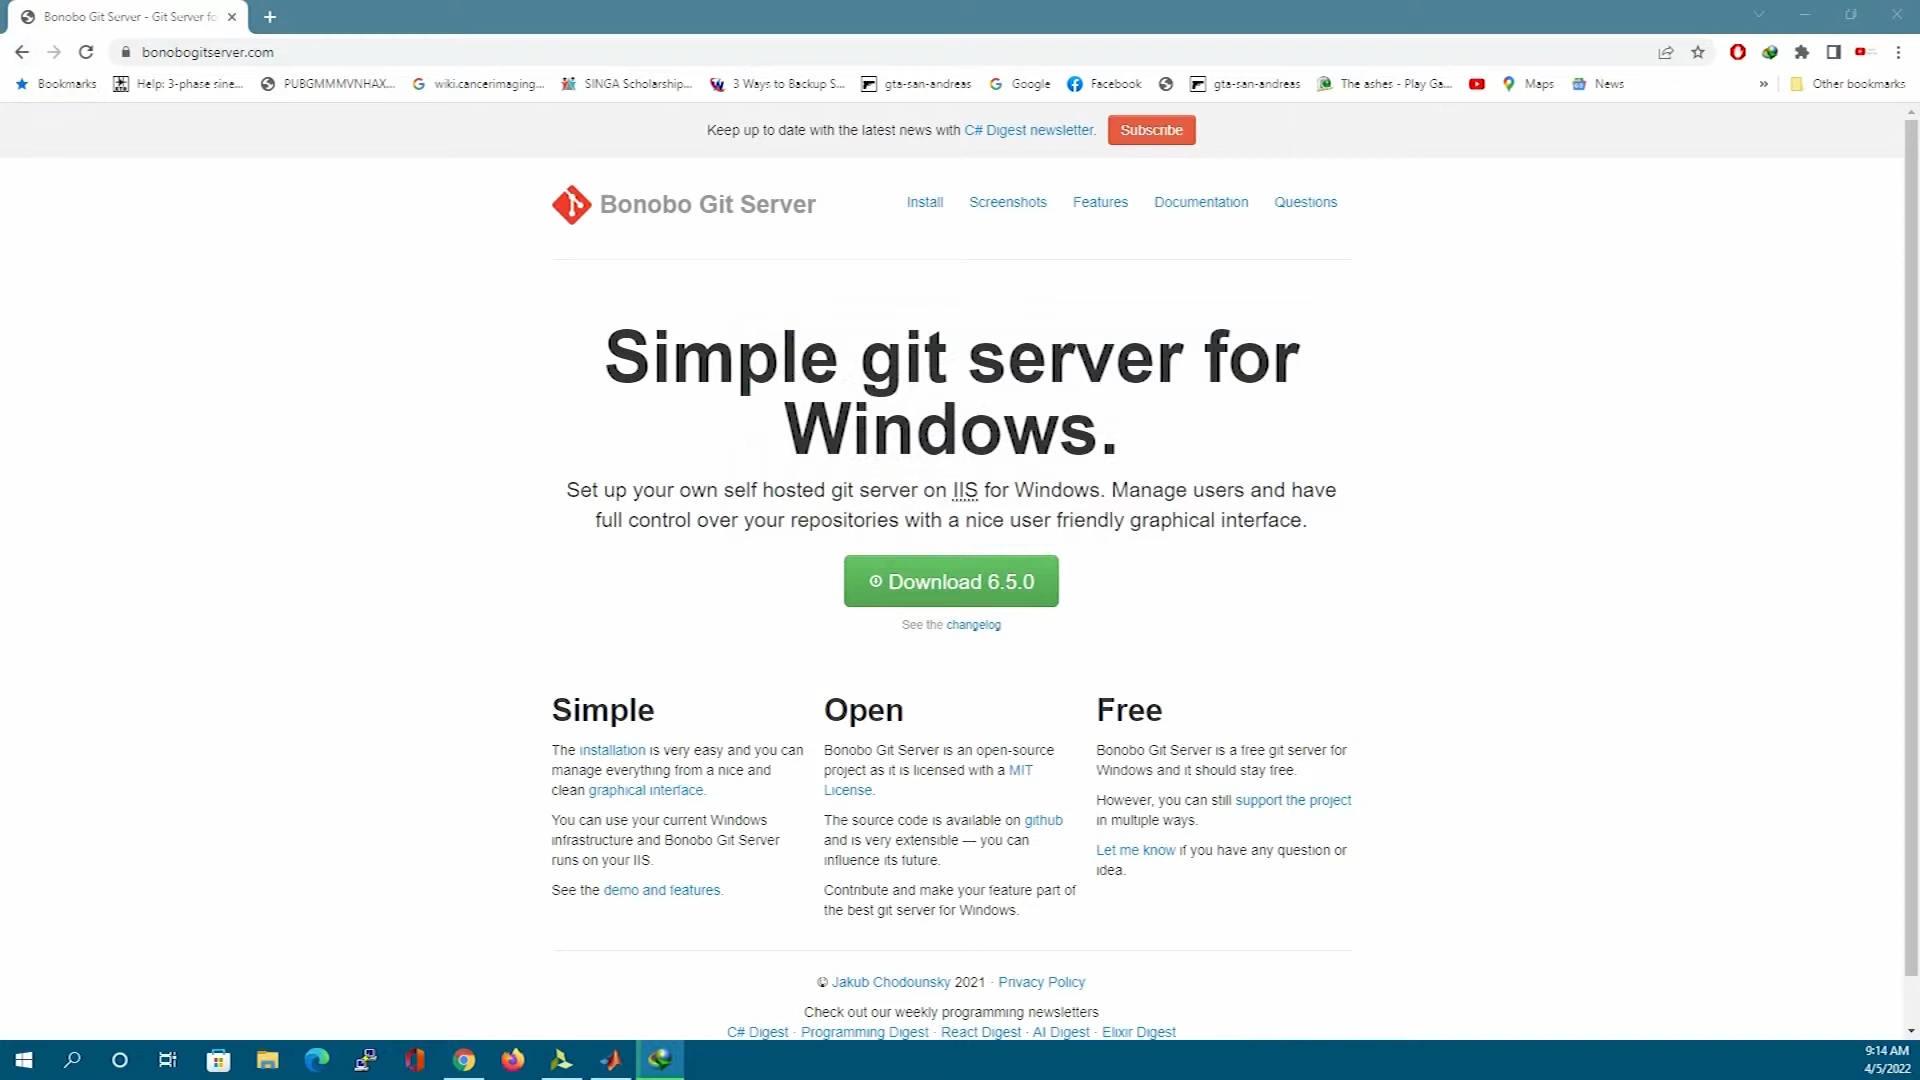 Bonobo Git Server - Git Server fo
bonobogitserver.com
Bookmarks
Help: 3-phase sine...
PUBGMMMVNHAX...
wiki.cancerimaging...
SINGA Scholarship...
3 Ways to Backup S...
gta-san-andreas
Google
Facebook
gta-san-andreas
The ashes - Play Ga...
Maps
News
»
Other bookmarks
Keep up to date with the latest news with C# Digest newsletter. Subscribe
Bonobo Git Server
Install
Screenshots
Features
Documentation
Questions
Simple git server for
Windows.
Set up your own self hosted git server on IIS for Windows. Manage users and have
full control over your repositories with a nice user friendly graphical interface.
Download 6.5.0
See the changelog
Simple
The installation is very easy and you can
manage everything from a nice and
clean graphical interface.
You can use your current Windows
infrastructure and Bonobo Git Server
runs on your IIS.
See the demo and features.
Open
Bonobo Git Server is an open-source
project as it is licensed with a MIT
License.
The source code is available on github
and is very extensible — you can
influence its future.
Contribute and make your feature part of
the best git server for Windows.
Free
Bonobo Git Server is a free git server for
Windows and it should stay free.
However, you can still support the project
in multiple ways.
Let me know if you have any question or
idea.
© Jakub Chodounsky 2021 · Privacy Policy
Check out our weekly programming newsletters
C# Digest · Programming Digest · React Digest · AI Digest · Elixir Digest
9:14 AM
4/5/2022